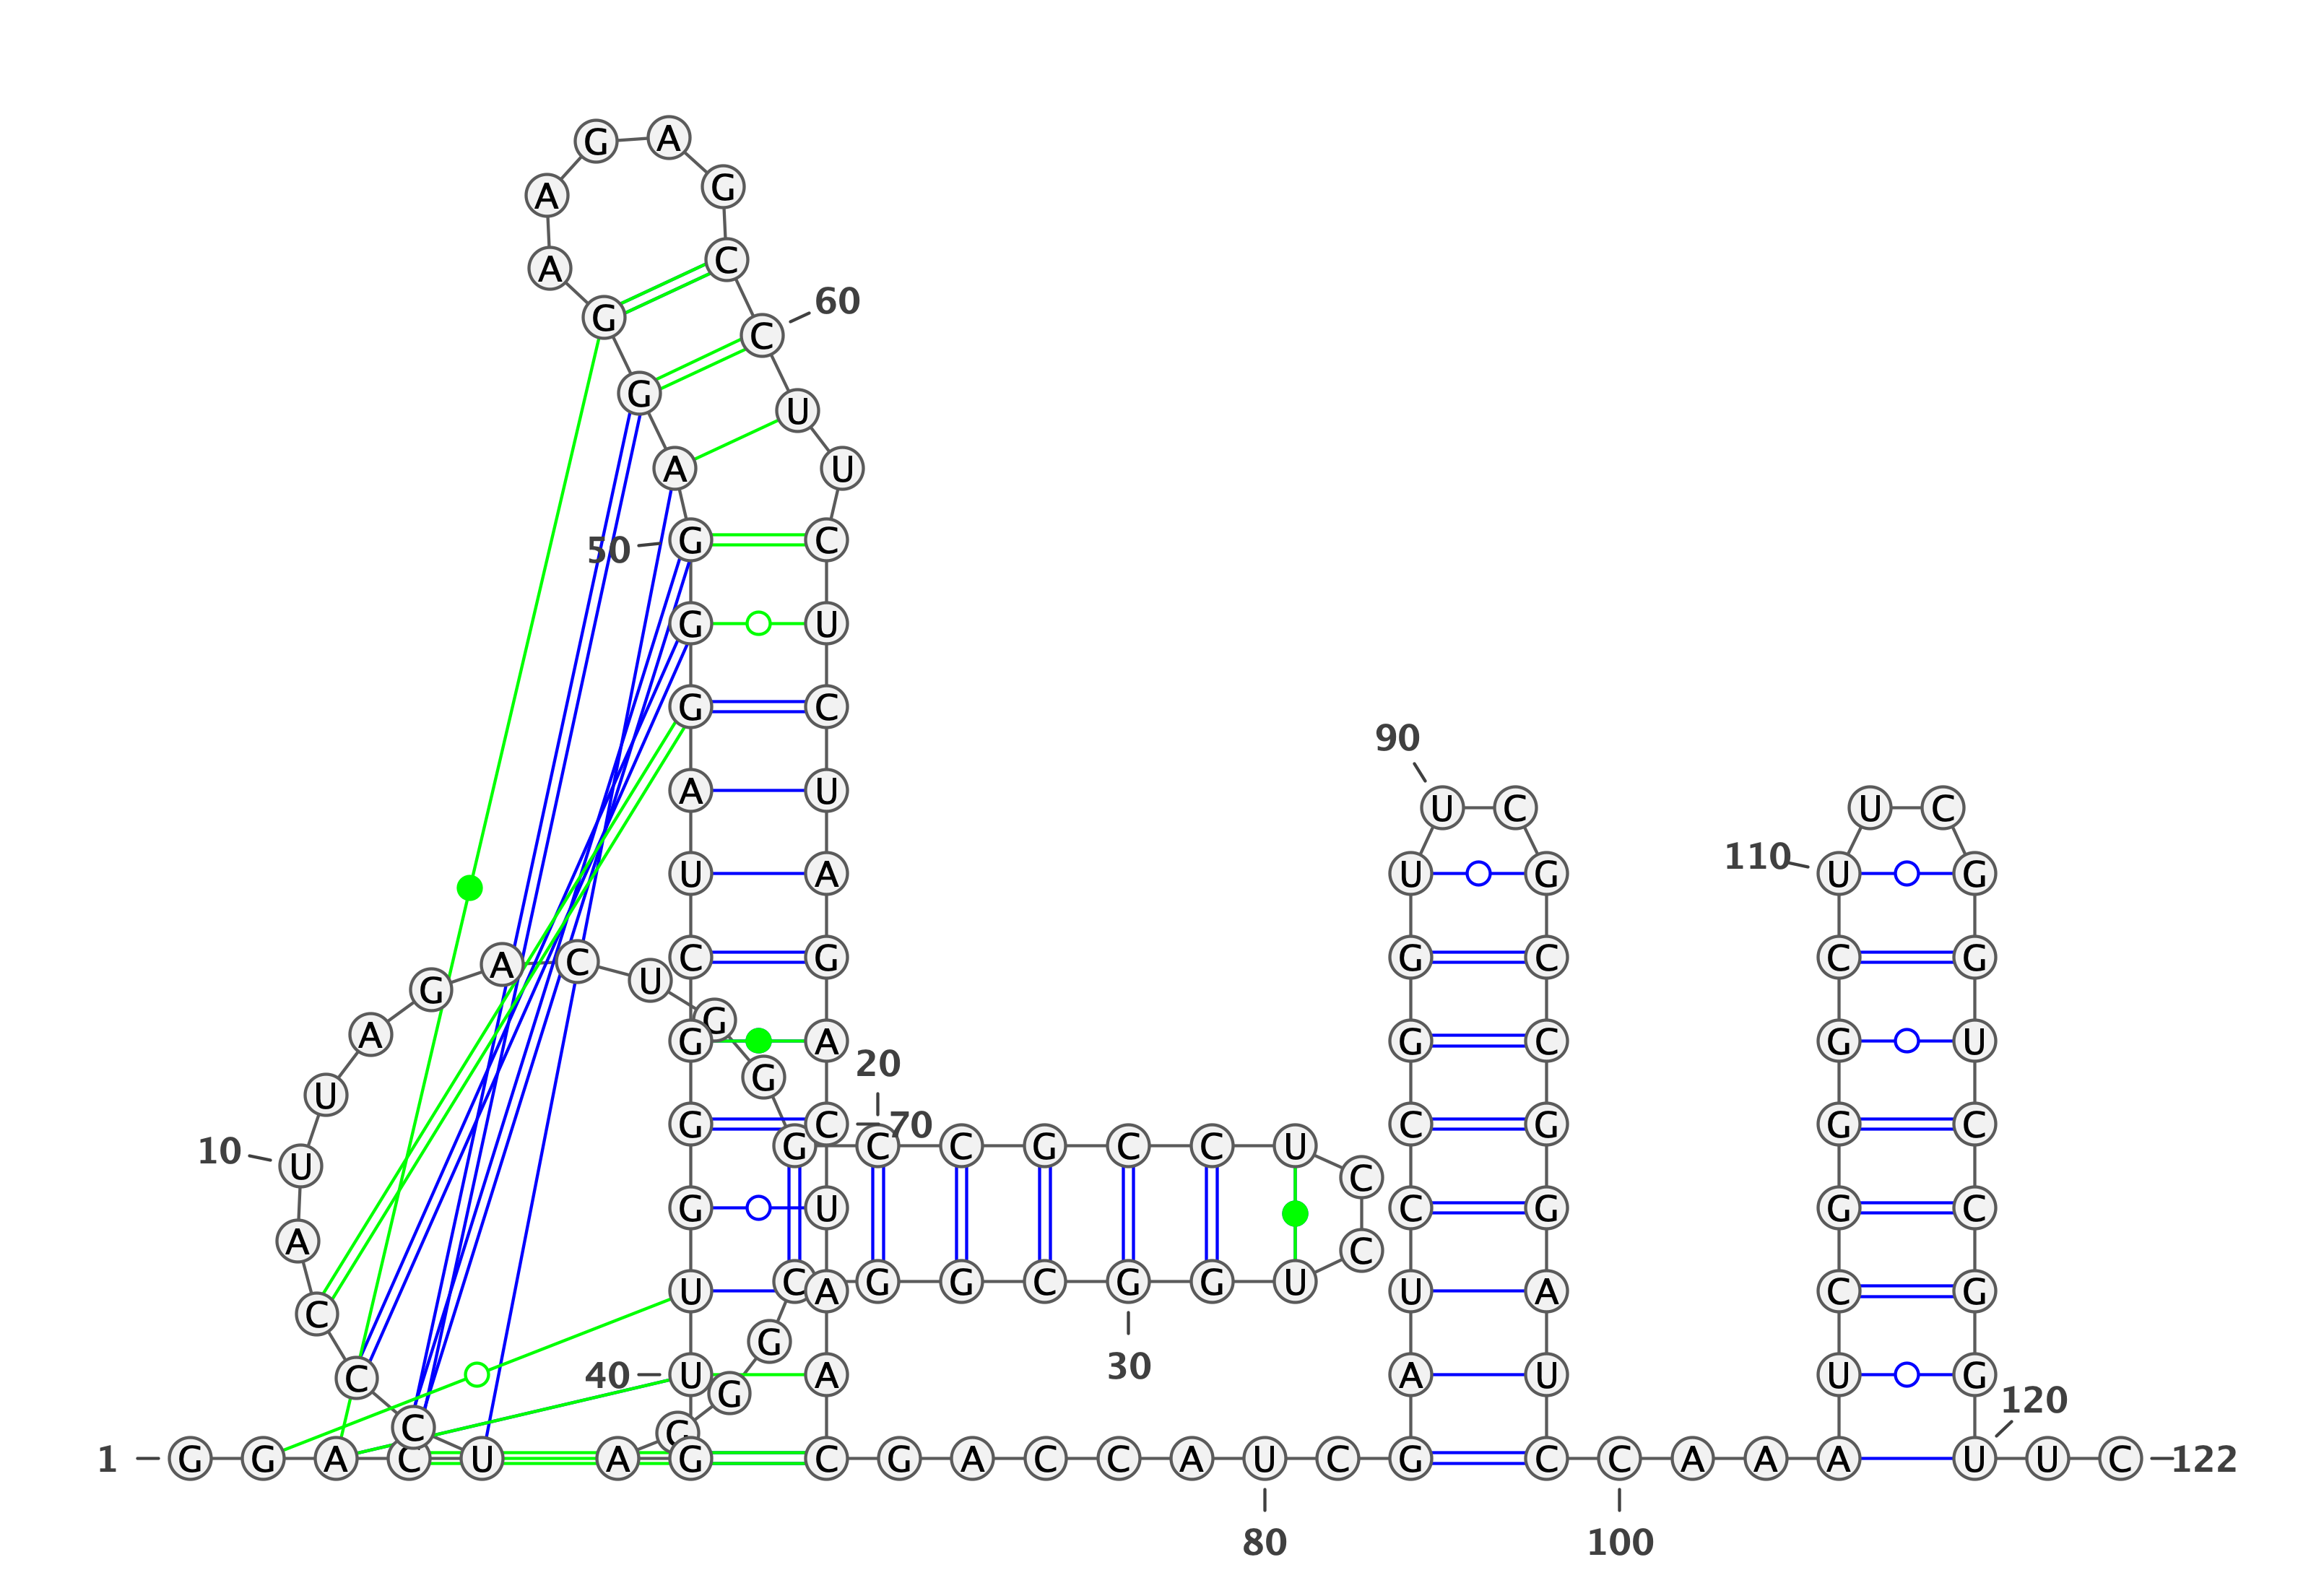 G A
A G
A C
60
G C
G U
A U
50 G C
G U
G C
90
A U
U C U C
110 U A U G U G
G A C U C G G C C G
G
A G A G C G U
20
G
U
G C 70 C G G C
10 U G C C G C C U
C
G U C G G C
A C
C G G C G G U
U A U A C G
C
G
30
C 40 U A A U U G
G
120
C C
1 G G A C U A G C G A C C A U C G C C A A A A U U C 122
80 100